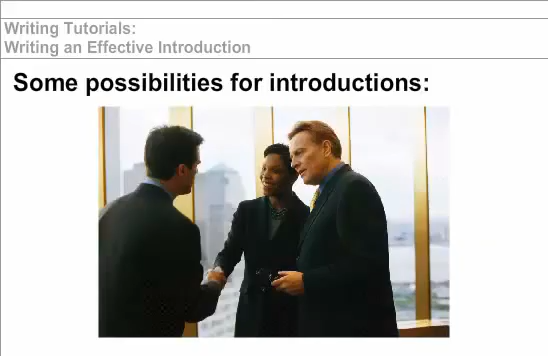 Writing Tutorials:
Writing an Effective Introduction
Some possibilities for introductions: